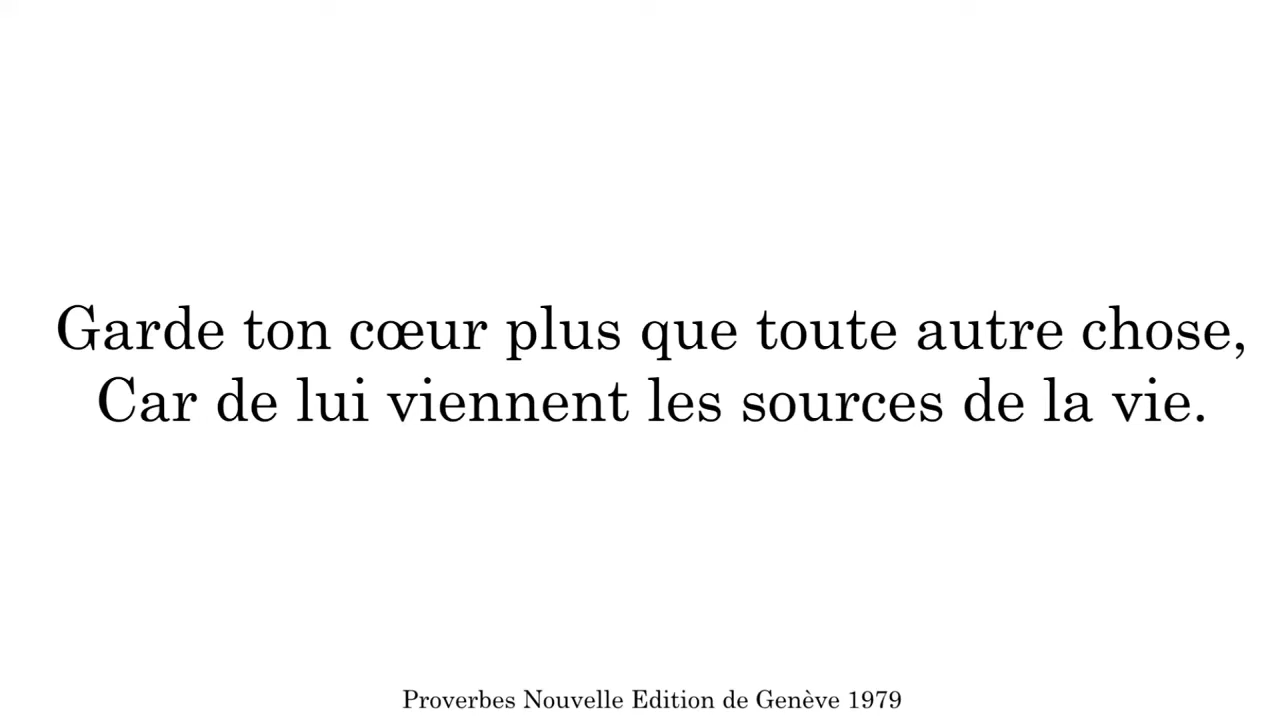 Garde ton cœur plus que toute autre chose,
Car de lui viennent les sources de la vie.
Proverbes Nouvelle Edition de Genève 1979